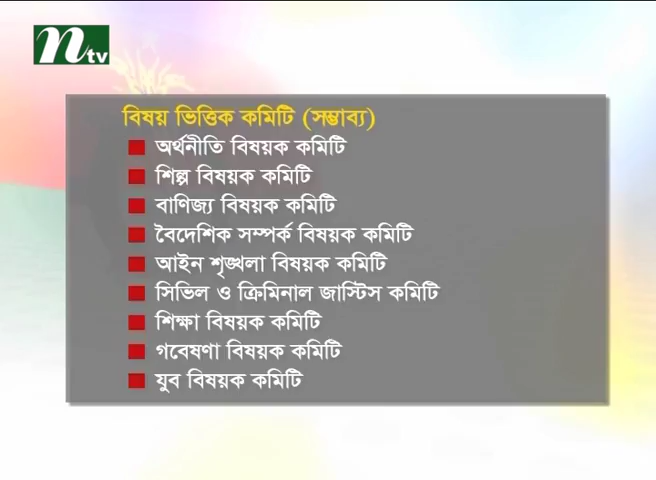 ntv
বিষয় ভিত্তিক কমিটি (সম্ভাব্য)
অর্থনীতি বিষয়ক কমিটি
শিল্প বিষয়ক কমিটি
বাণিজ্য বিষয়ক কমিটি
বৈদেশিক সম্পর্ক বিষয়ক কমিটি
আইন শৃঙ্খলা বিষয়ক কমিটি
সিভিল ও ক্রিমিনাল জাস্টিস কমিটি
শিক্ষা বিষয়ক কমিটি
গবেষণা বিষয়ক কমিটি
যুব বিষয়ক কমিটি